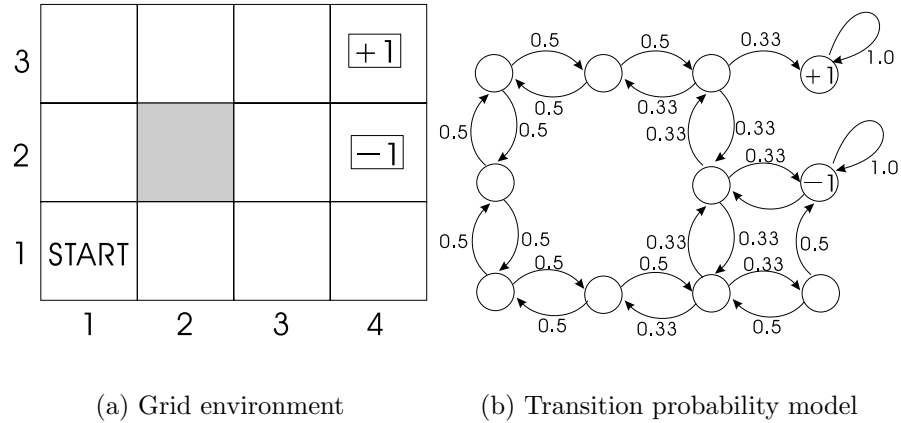 3
2
1
+1
−1
START
1 2 3 4
(a) Grid environment
0.5 0.5 0.33
1.0
+1
0.5 0.33
0.5 0.5 0.33 0.33
0.33
1.0
−1
0.5 0.5 0.33 0.33 0.5
0.5 0.5 0.33
0.5 0.33 0.5
(b) Transition probability model